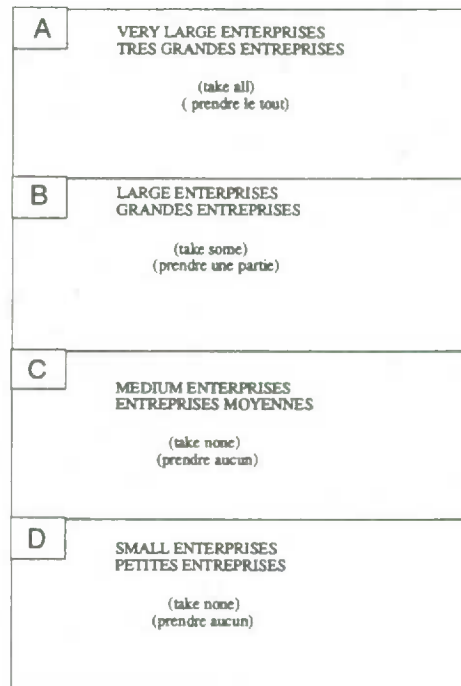 A
VERY LARGE ENTERPRISES
TRES GRANDES ENTREPRISES
(take all)
( prendre le tout)
B
LARGE ENTERPRISES
GRANDES ENTREPRISES
(take some)
(prendre une partie)
C
MEDIUM ENTERPRISES
ENTREPRISES MOYENNES
(take none)
(prendre aucun)
D
SMALL ENTERPRISES
PETITES ENTREPRISES
(take none)
(prendre aucun)